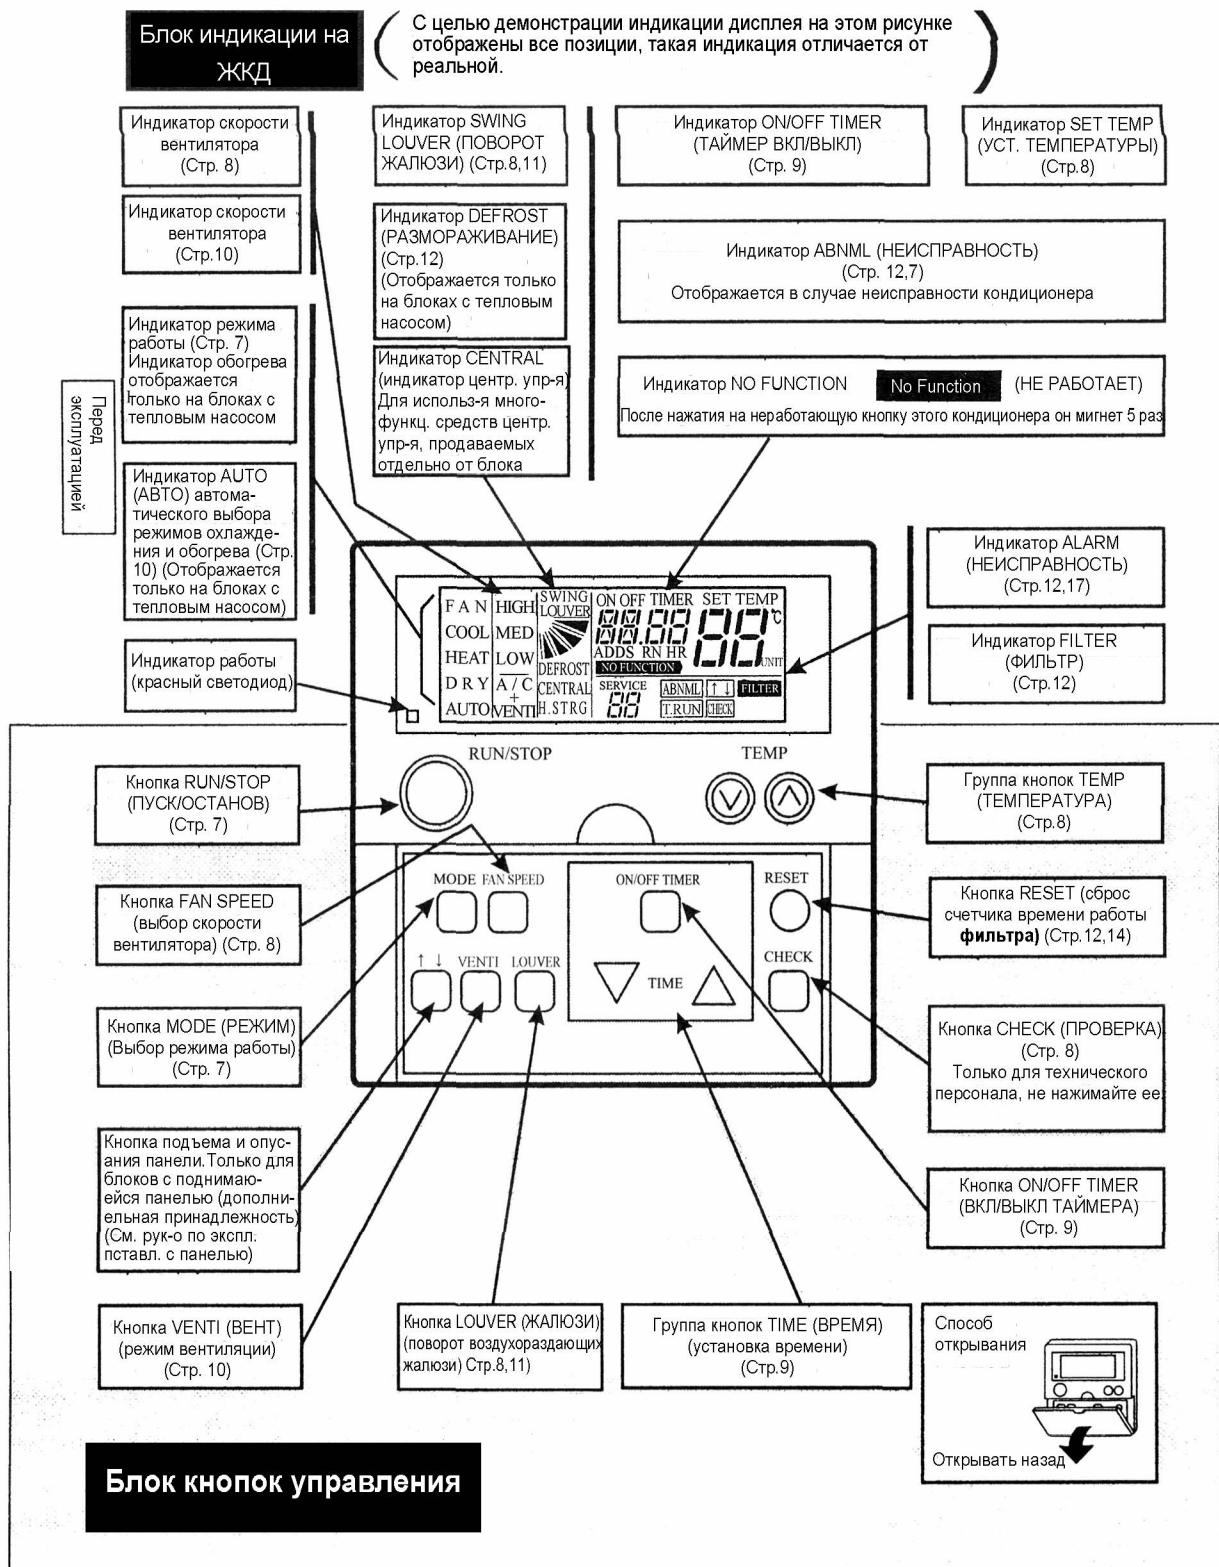 Блок индикации на
ЖКД
С целью демонстрации индикации дисплея на этом рисунке
отображены все позиции, такая индикация отличается от
реальной.
Индикатор скорости
вентилятора
(Стр. 8)
Индикатор скорости
вентилятора
(Стр.10)
Индикатор режима
работы (Стр. 7)
Индикатор обогрева
отображается
только на блоках с
тепловым насосом
Индикатор AUTO
(АВТО) автома-
тического выбора
режимов охлажде-
ния и обогрева (Стр.
10) (Отображается
только на блоках с
тепловым насосом)
Индикатор работы
(красный светодиод)
Перед
эксплуатацией
Индикатор SWING
LOUVER (ПОВОРОТ
ЖАЛЮЗИ) (Стр.8,11)
Индикатор DEFROST
(РАЗМОРАЖИВАНИЕ)
(Стр.12)
(Отображается только
на блоках с тепловым
насосом)
Индикатор CENTRAL
(индикатор центр. упр-я)
Для использ-я много-
функц. средств центр.
упр-я, продаваемых
отдельно от блока
Индикатор ON/OFF TIMER
(ТАЙМЕР ВКЛ/ВЫКЛ)
(Стр. 9)
Индикатор SET TEMP
(УСТ. ТЕМПЕРАТУРЫ)
(Стр.8)
Индикатор ABNML (НЕИСПРАВНОСТЬ)
(Стр. 12,7)
Отображается в случае неисправности кондиционера
Индикатор NO FUNCTION No Function (НЕ РАБОТАЕТ)
После нажатия на неработающую кнопку этого кондиционера он мигнет 5 раз
Индикатор ALARM
(НЕИСПРАВНОСТЬ)
(Стр.12,17)
Индикатор FILTER
(ФИЛЬТР)
(Стр.12)
FAN
COOL
HEAT
DRY
AUTO
HIGH
MED
LOW
A/C
+
VENTI
SWING
LOUVER
DEFROST
CENTRAL
H.STRG
ON OFF TIMER SET TEMP
88:88 88 °C
ADDS RN HR
NO FUNCTION UNIT
SERVICE
88
ABNML ↑ ↓ FILTER
T.RUN CHECK
RUN/STOP
TEMP
MODE FAN SPEED
ON/OFF TIMER
RESET
↑ ↓ VENTI LOUVER
TIME
CHECK
Кнопка RUN/STOP
(ПУСК/ОСТАНОВ)
(Стр. 7)
Кнопка FAN SPEED
(выбор скорости
вентилятора) (Стр. 8)
Кнопка MODE (РЕЖИМ)
(Выбор режима работы)
(Стр. 7)
Кнопка подъема и опус-
ания панели.Только для
блоков с поднимаю-
ейся панелью (дополни-
ельная принадлежность)
(См. рук-о по экспл.
пставл. с панелью)
Кнопка VENTI (ВЕНТ)
(режим вентиляции)
(Стр. 10)
Кнопка LOUVER (ЖАЛЮЗИ)
(поворот воздухораздающих
жалюзи) Стр.8,11)
Группа кнопок TIME (ВРЕМЯ)
(установка времени)
(Стр.9)
Группа кнопок TEMP
(ТЕМПЕРАТУРА)
(Стр.8)
Кнопка RESET (сброс
счетчика времени работы
фильтра) (Стр.12,14)
Кнопка CHECK (ПРОВЕРКА)
(Стр. 8)
Только для технического
персонала, не нажимайте ее.
Кнопка ON/OFF TIMER
(ВКЛ/ВЫКЛ ТАЙМЕРА)
(Стр. 9)
Способ
открывания
Открывать назад
Блок кнопок управления